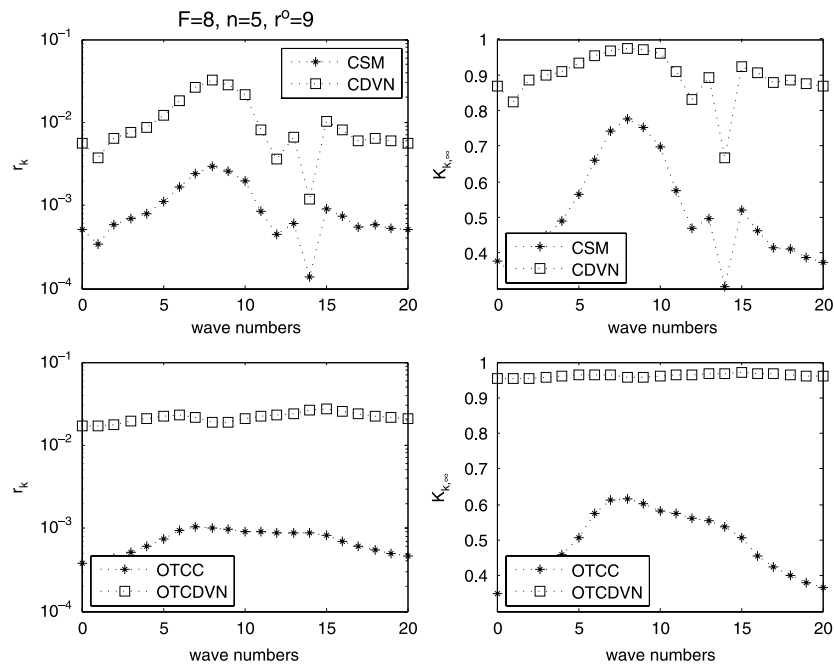 F=8, n=5, r^o=9
10^-1
10^-2
10^-3
10^-4
r_k
0 5 10 15 20
wave numbers
CSM
CDVN
1
0.9
0.8
0.7
0.6
0.5
0.4
K_k,∞
0 5 10 15 20
wave numbers
CSM
CDVN
10^-1
10^-2
10^-3
10^-4
r_k
0 5 10 15 20
wave numbers
OTCC
OTCDVN
1
0.9
0.8
0.7
0.6
0.5
0.4
K_k,∞
0 5 10 15 20
wave numbers
OTCC
OTCDVN